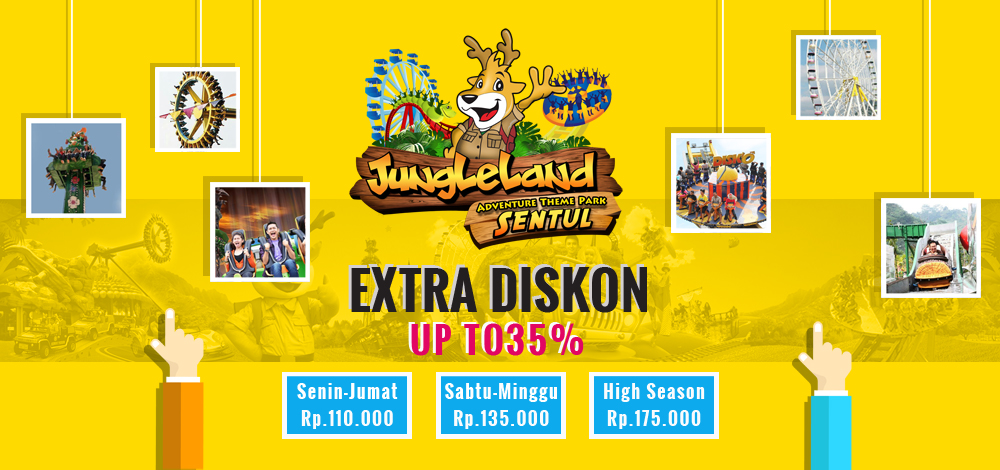 JUNGLELAND
ADVENTURE THEME PARK
SENTUL
EXTRA DISKON
UP TO35%
Senin-Jumat
Rp.110.000
Sabtu-Minggu
Rp.135.000
High Season
Rp.175.000